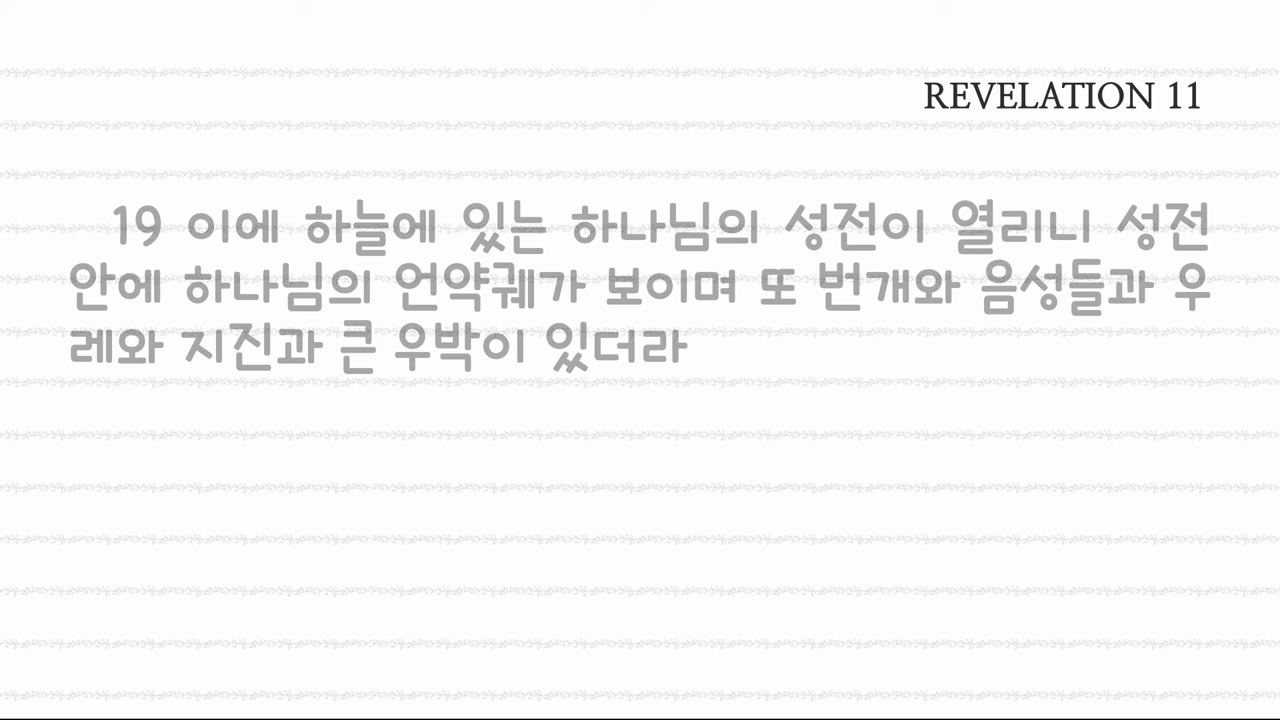 REVELATION 11
19 이에 하늘에 있는 하나님의 성전이 열리니 성전
안에 하나님의 언약궤가 보이며 또 번개와 음성들과 우
레와 지진과 큰 우박이 있더라